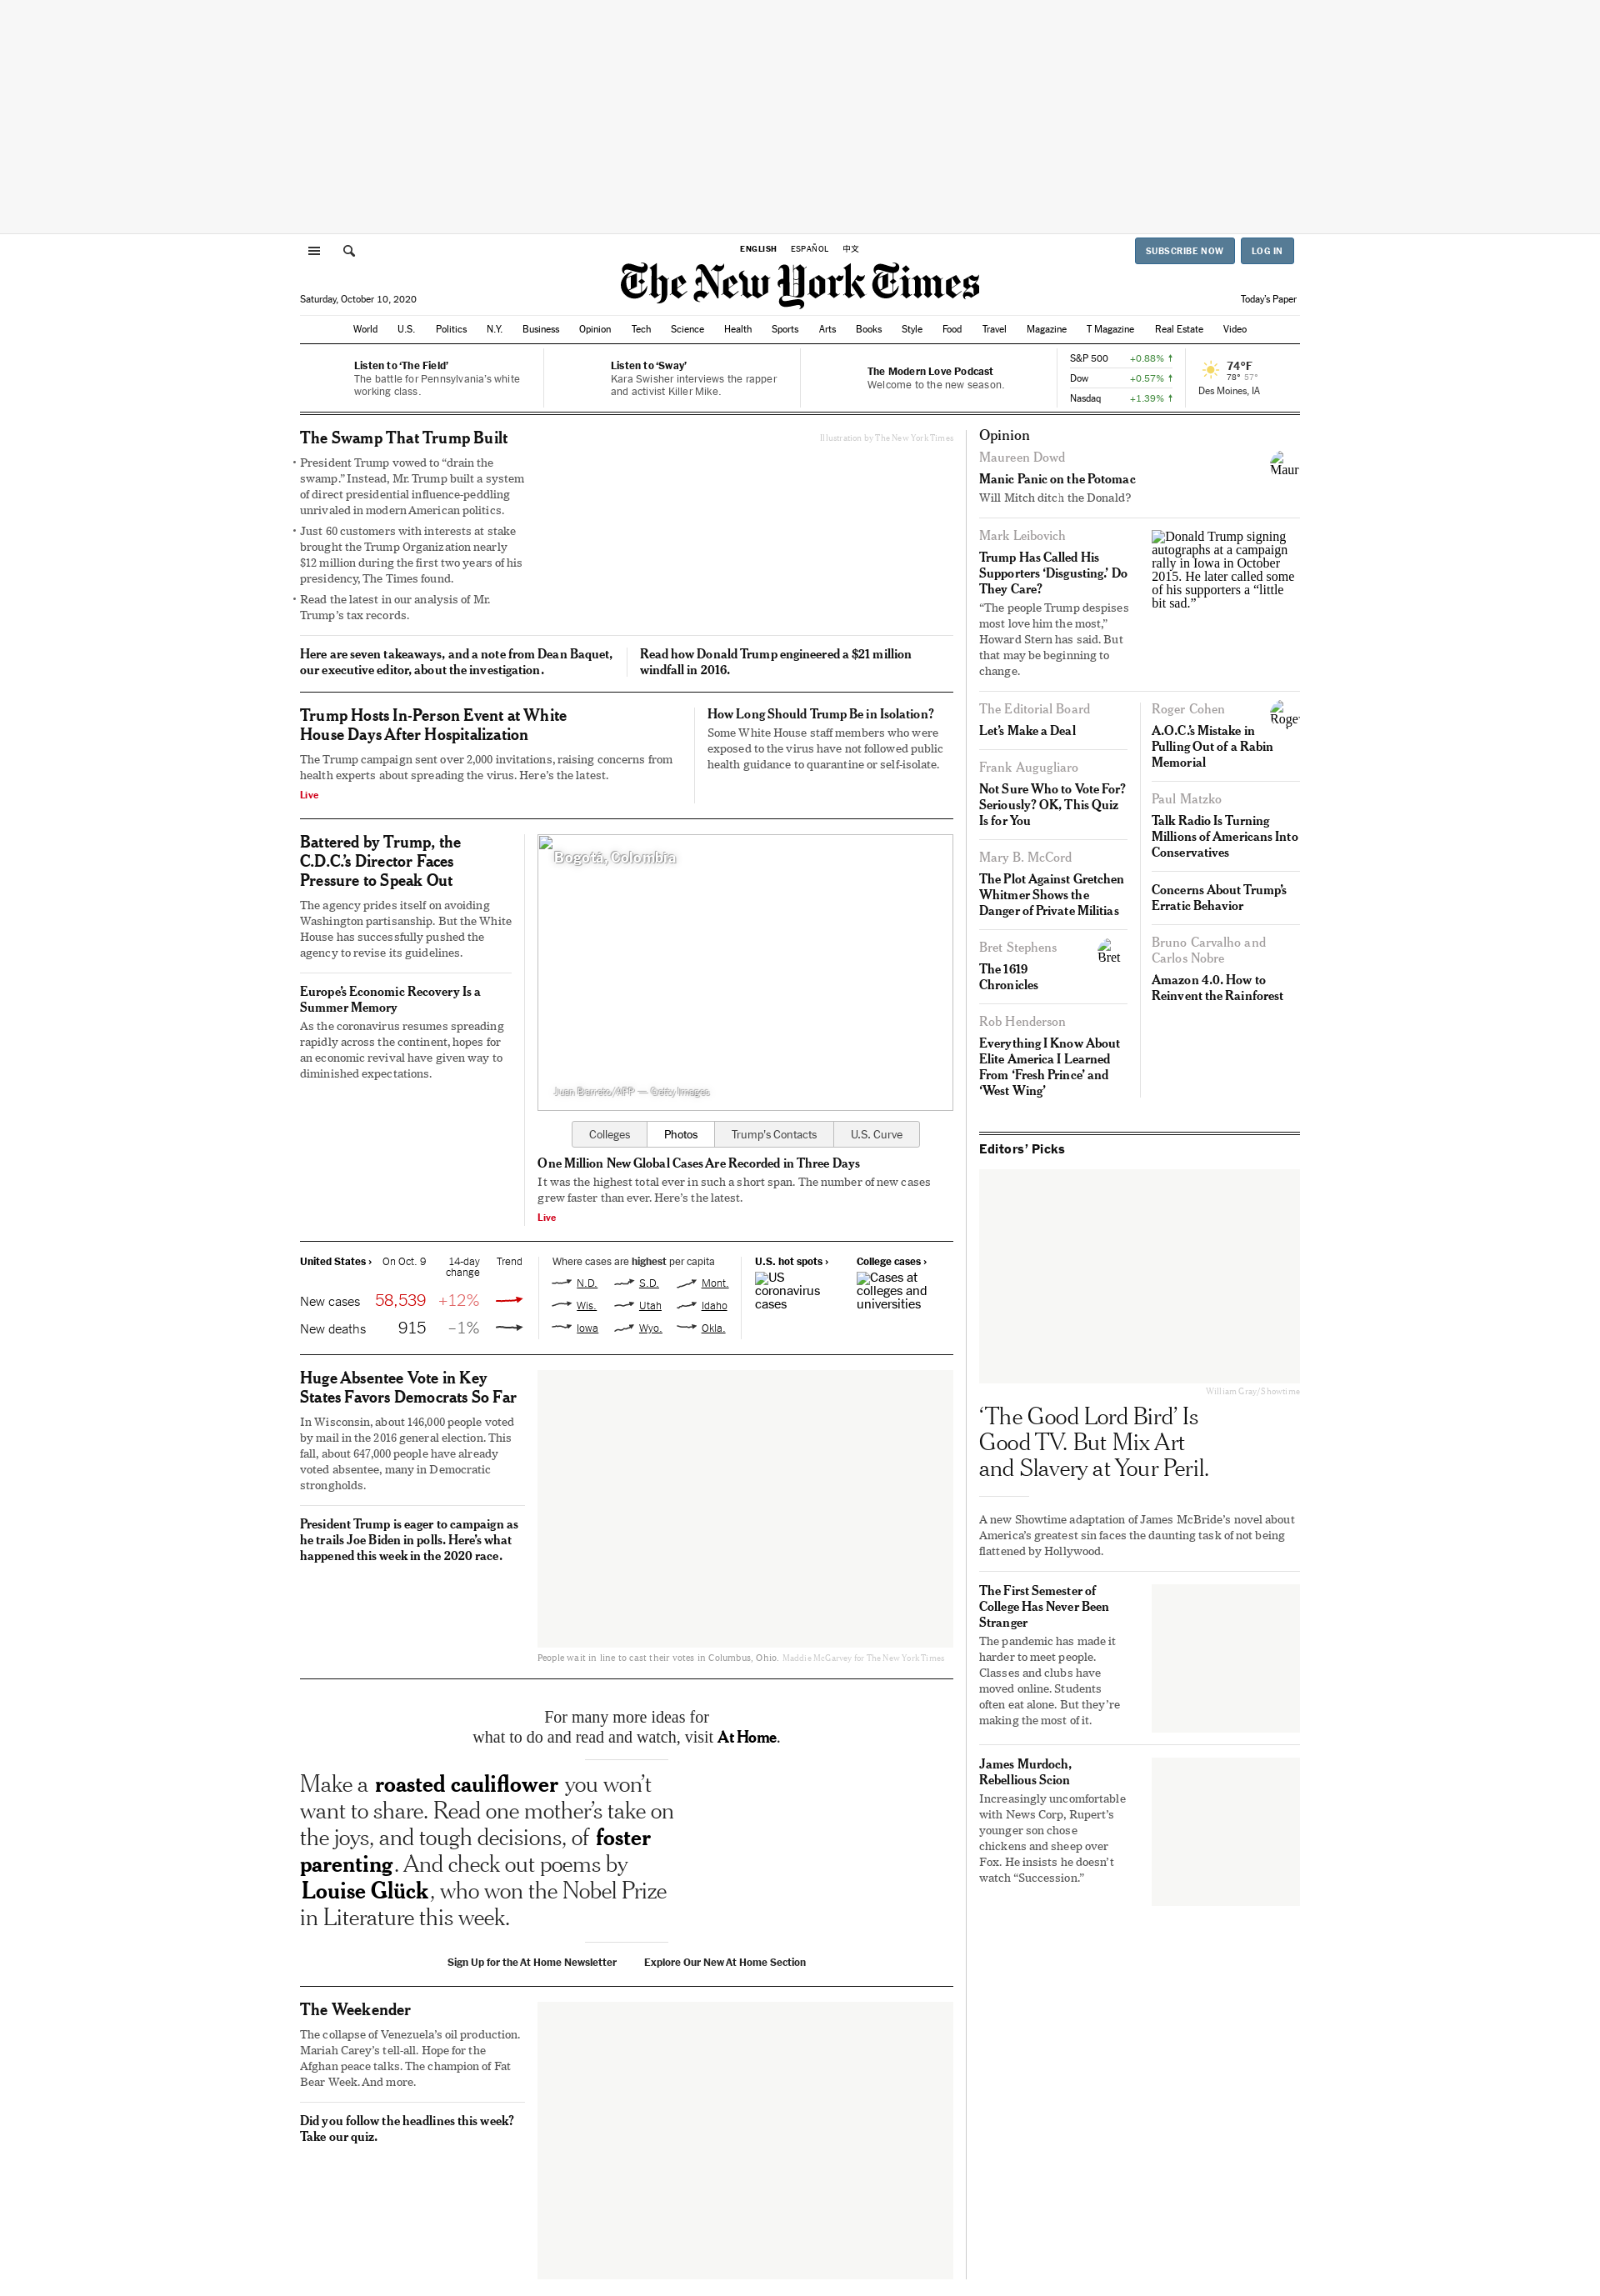 ENGLISH ESPAÑOL 中文
SUBSCRIBE NOW LOG IN
The New York Times
Saturday, October 10, 2020
Today's Paper
World U.S. Politics N.Y. Business Opinion Tech Science Health Sports Arts Books Style Food Travel Magazine T Magazine Real Estate Video
Listen to ‘The Field’
The battle for Pennsylvania's white
working class.
Listen to ‘Sway’
Kara Swisher interviews the rapper
and activist Killer Mike.
The Modern Love Podcast
Welcome to the new season.
S&P 500 +0.88%
Dow +0.57%
Nasdaq +1.39%
74°F
78° 57°
Des Moines, IA
The Swamp That Trump Built
President Trump vowed to “drain the
swamp.” Instead, Mr. Trump built a system
of direct presidential influence-peddling
unrivaled in modern American politics.
Just 60 customers with interests at stake
brought the Trump Organization nearly
$12 million during the first two years of his
presidency, The Times found.
Read the latest in our analysis of Mr.
Trump’s tax records.
Illustration by The New York Times
Here are seven takeaways, and a note from Dean Baquet,
our executive editor, about the investigation.
Read how Donald Trump engineered a $21 million
windfall in 2016.
Trump Hosts In-Person Event at White
House Days After Hospitalization
The Trump campaign sent over 2,000 invitations, raising concerns from
health experts about spreading the virus. Here’s the latest.
Live
How Long Should Trump Be in Isolation?
Some White House staff members who were
exposed to the virus have not followed public
health guidance to quarantine or self-isolate.
Battered by Trump, the
C.D.C.’s Director Faces
Pressure to Speak Out
The agency prides itself on avoiding
Washington partisanship. But the White
House has successfully pushed the
agency to revise its guidelines.
Europe’s Economic Recovery Is a
Summer Memory
As the coronavirus resumes spreading
rapidly across the continent, hopes for
an economic revival have given way to
diminished expectations.
Bogotá, Colombia
Juan Barreto/AFP — Getty Images
Colleges Photos Trump's Contacts U.S. Curve
One Million New Global Cases Are Recorded in Three Days
It was the highest total ever in such a short span. The number of new cases
grew faster than ever. Here’s the latest.
Live
United States › On Oct. 9 14-day
change Trend
New cases 58,539 +12%
New deaths 915 –1%
Where cases are highest per capita
N.D. S.D. Mont.
Wis. Utah Idaho
Iowa Wyo. Okla.
U.S. hot spots ›
US
coronavirus
cases
College cases ›
Cases at
colleges and
universities
Huge Absentee Vote in Key
States Favors Democrats So Far
In Wisconsin, about 146,000 people voted
by mail in the 2016 general election. This
fall, about 647,000 people have already
voted absentee, many in Democratic
strongholds.
President Trump is eager to campaign as
he trails Joe Biden in polls. Here’s what
happened this week in the 2020 race.
People wait in line to cast their votes in Columbus, Ohio. Maddie McGarvey for The New York Times
For many more ideas for
what to do and read and watch, visit At Home.
Make a roasted cauliflower you won’t
want to share. Read one mother’s take on
the joys, and tough decisions, of foster
parenting. And check out poems by
Louise Glück, who won the Nobel Prize
in Literature this week.
Sign Up for the At Home Newsletter
Explore Our New At Home Section
The Weekender
The collapse of Venezuela’s oil production.
Mariah Carey’s tell-all. Hope for the
Afghan peace talks. The champion of Fat
Bear Week. And more.
Did you follow the headlines this week?
Take our quiz.
Opinion
Maureen Dowd
Manic Panic on the Potomac
Will Mitch ditch the Donald?
Maur
Mark Leibovich
Trump Has Called His
Supporters ‘Disgusting.’ Do
They Care?
“The people Trump despises
most love him the most,”
Howard Stern has said. But
that may be beginning to
change.
Donald Trump signing
autographs at a campaign
rally in Iowa in October
2015. He later called some
of his supporters a “little
bit sad.”
The Editorial Board
Let’s Make a Deal
Frank Augugliaro
Not Sure Who to Vote For?
Seriously? OK, This Quiz
Is for You
Mary B. McCord
The Plot Against Gretchen
Whitmer Shows the
Danger of Private Militias
Bret Stephens
The 1619
Chronicles
Bret
Rob Henderson
Everything I Know About
Elite America I Learned
From ‘Fresh Prince’ and
‘West Wing’
Roger Cohen
A.O.C.’s Mistake in
Pulling Out of a Rabin
Memorial
Roge
Paul Matzko
Talk Radio Is Turning
Millions of Americans Into
Conservatives
Concerns About Trump’s
Erratic Behavior
Bruno Carvalho and
Carlos Nobre
Amazon 4.0. How to
Reinvent the Rainforest
Editors’ Picks
William Gray/Showtime
‘The Good Lord Bird’ Is
Good TV. But Mix Art
and Slavery at Your Peril.
A new Showtime adaptation of James McBride’s novel about
America’s greatest sin faces the daunting task of not being
flattened by Hollywood.
The First Semester of
College Has Never Been
Stranger
The pandemic has made it
harder to meet people.
Classes and clubs have
moved online. Students
often eat alone. But they’re
making the most of it.
James Murdoch,
Rebellious Scion
Increasingly uncomfortable
with News Corp, Rupert’s
younger son chose
chickens and sheep over
Fox. He insists he doesn’t
watch “Succession.”